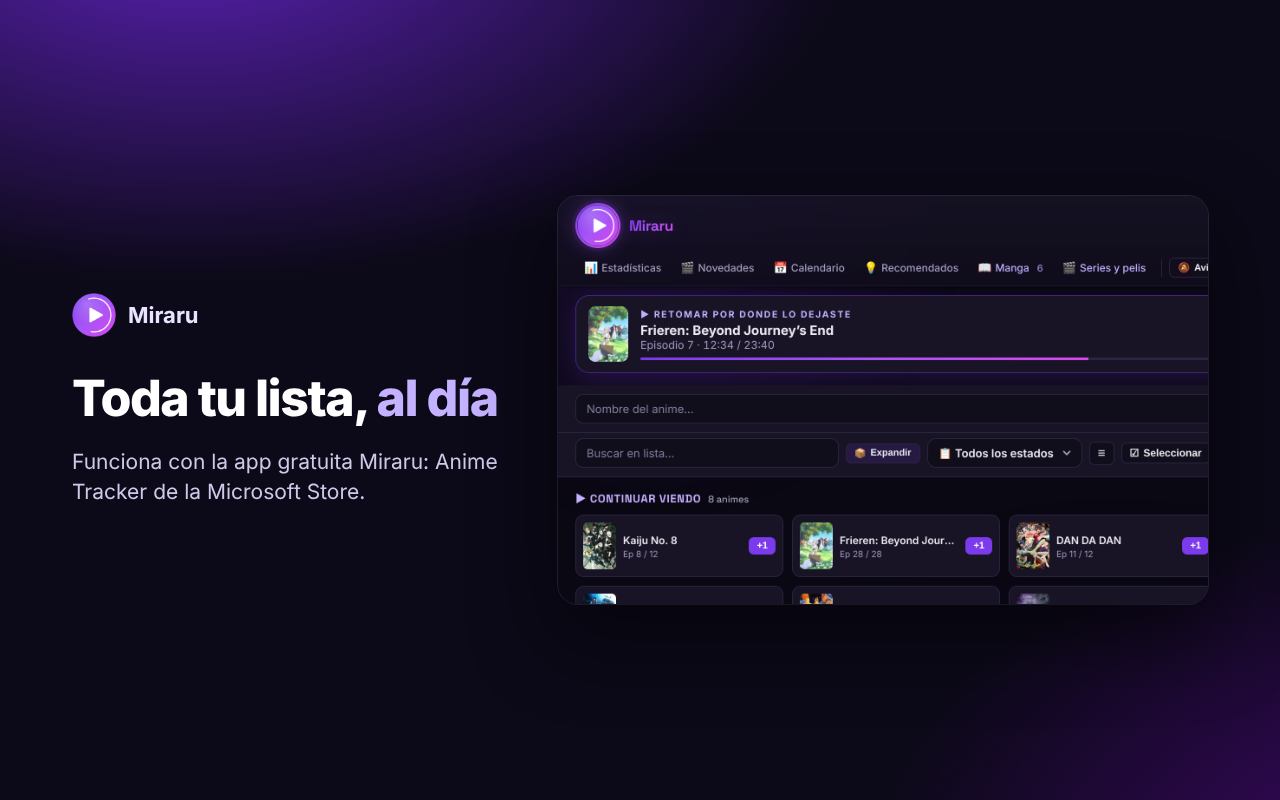 Miraru
Toda tu lista, al día
Funciona con la app gratuita Miraru: Anime
Tracker de la Microsoft Store.
Miraru
Estadísticas Novedades Calendario Recomendados Manga 6 Series y pelis Avi
▶ RETOMAR POR DONDE LO DEJASTE
Frieren: Beyond Journey's End
Episodio 7 · 12:34 / 23:40
Nombre del anime...
Buscar en lista... Expandir Todos los estados Seleccionar
▶ CONTINUAR VIENDO 8 animes
Kaiju No. 8 +1 Frieren: Beyond Jour... +1 DAN DA DAN +1
Ep 8 / 12 Ep 28 / 28 Ep 11 / 12